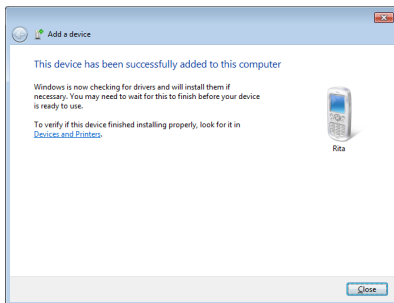 Add a device
This device has been successfully added to this computer
Windows is now checking for drivers and will install them if
necessary. You may need to wait for this to finish before your device
is ready to use.
To verify if this device finished installing properly, look for it in
Devices and Printers.
Rita
Close